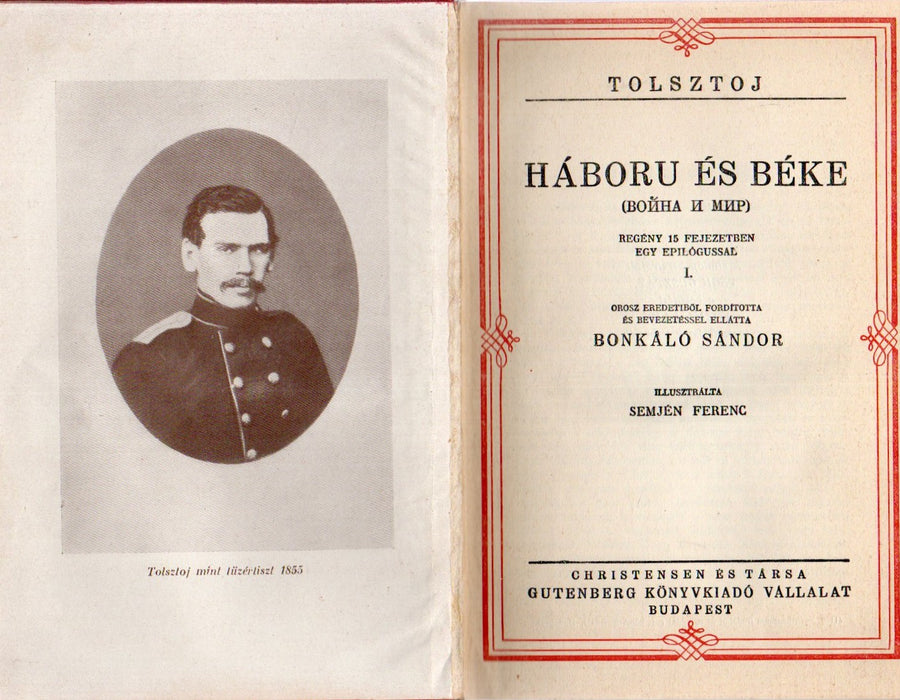 Tolsztoj mint tüzértiszt 1855
TOLSZTOJ
HÁBORU ÉS BÉKE
(ВОЙНА И МИР)
REGÉNY 15 FEJEZETBEN
EGY EPILÓGUSSAL
I.
OROSZ EREDETIBŐL FORDÍTOTTA
ÉS BEVEZETÉSSEL ELLÁTTA
BONKÁLÓ SÁNDOR
ILLUSZTRÁLTA
SEMJÉN FERENC
CHRISTENSEN ÉS TÁRSA
GUTENBERG KÖNYVKIADÓ VÁLLALAT
BUDAPEST